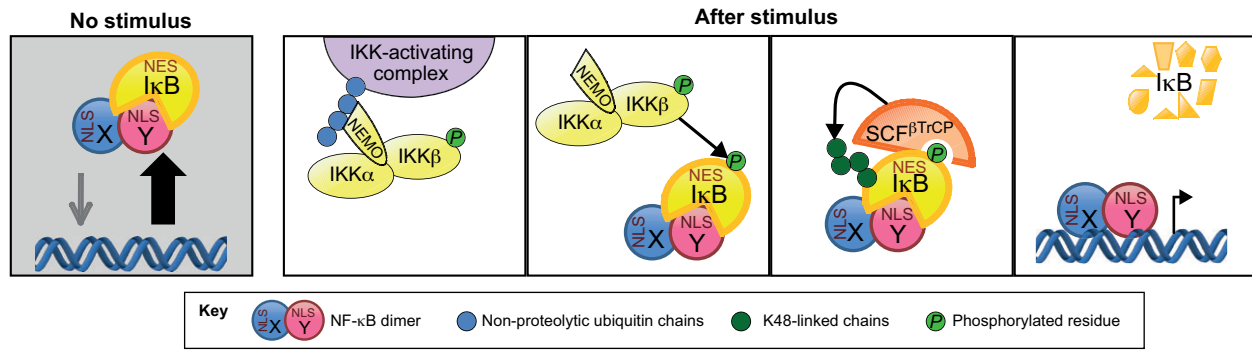 No stimulus
After stimulus
NES
IκB
NLS
X
NLS
Y
IKK-activating
complex
NEMO
IKKα
IKKβ
P
NEMO
IKKα
IKKβ
P
P
NES
IκB
NLS
X
NLS
Y
SCFβTrCP
P
NES
IκB
NLS
X
NLS
Y
IκB
NLS
X
NLS
Y
Key
NLS
X
NLS
Y
NF-κB dimer
Non-proteolytic ubiquitin chains
K48-linked chains
P
Phosphorylated residue